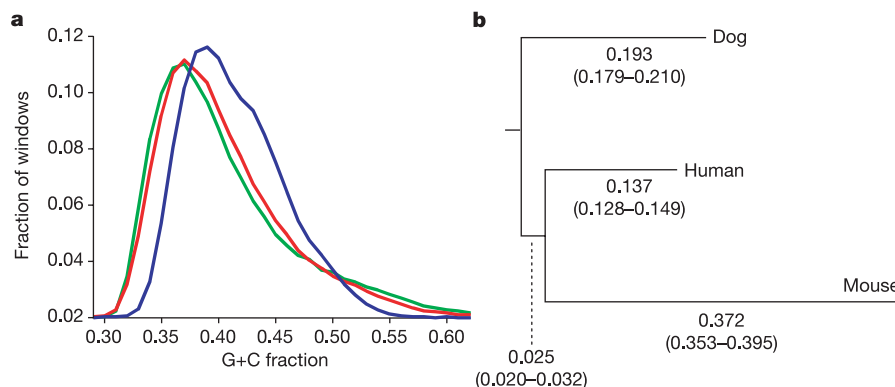 a
0.12
0.10
0.08
0.06
0.04
0.02
Fraction of windows
0.30 0.35 0.40 0.45 0.50 0.55 0.60
G+C fraction
b
Dog
0.193
(0.179–0.210)
Human
0.137
(0.128–0.149)
Mouse
0.372
(0.353–0.395)
0.025
(0.020–0.032)